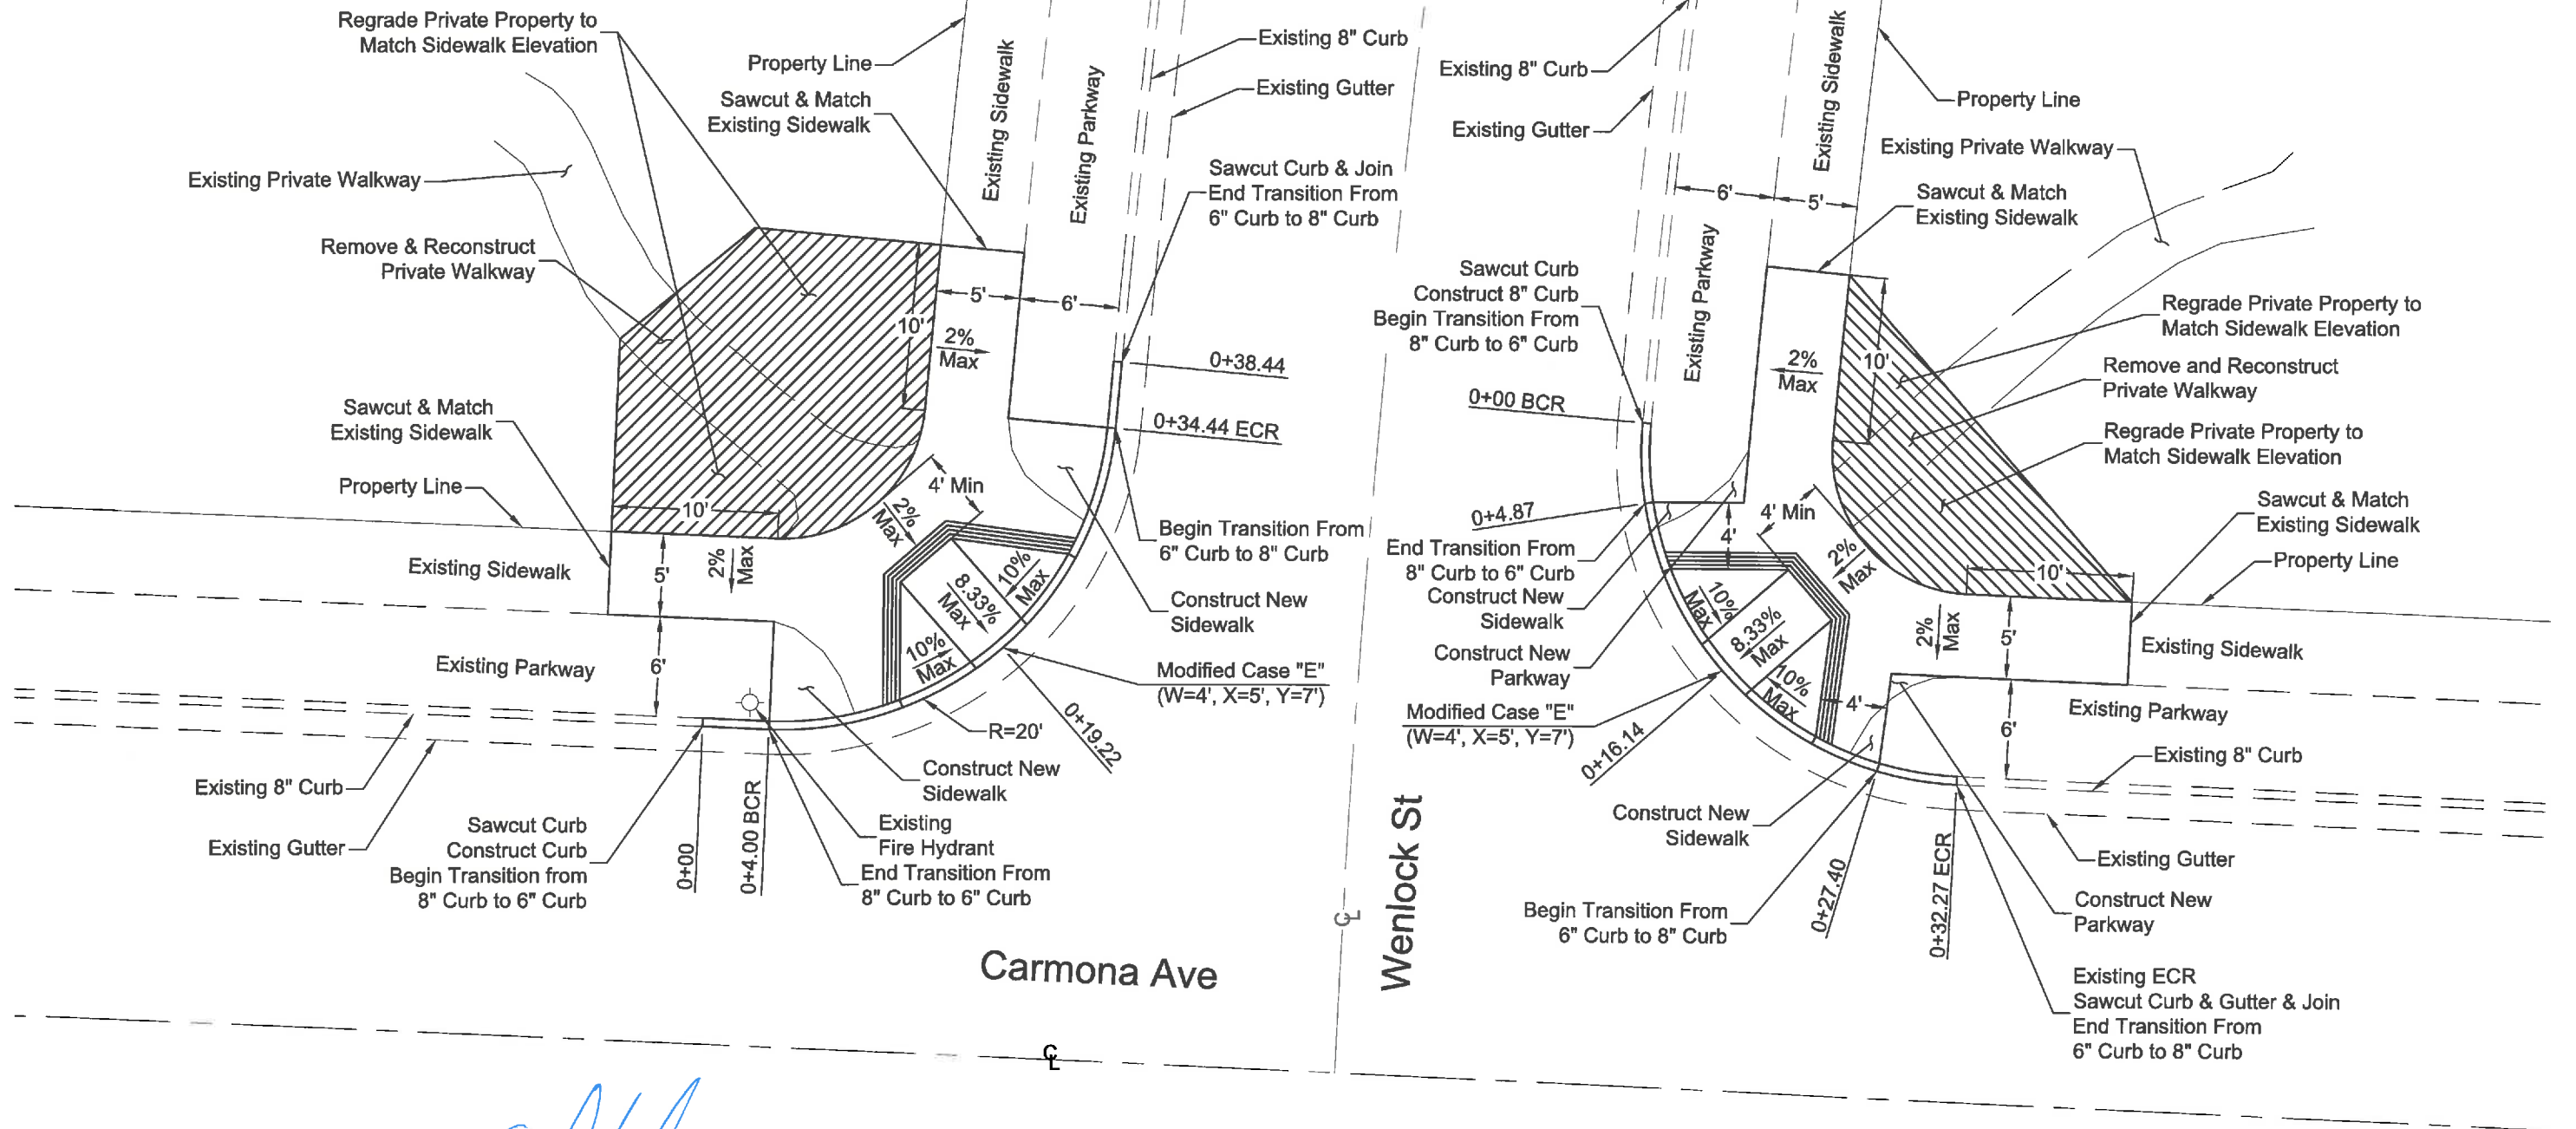 Regrade Private Property to
Match Sidewalk Elevation
Property Line
Sawcut & Match
Existing Sidewalk
Existing Private Walkway
Remove & Reconstruct
Private Walkway
Sawcut & Match
Existing Sidewalk
Property Line
Existing Sidewalk
Existing Parkway
Existing 8" Curb
Existing Gutter
Sawcut Curb & Join
End Transition From
6" Curb to 8" Curb
5'
6'
10'
2%
Max
0+38.44
0+34.44 ECR
4' Min
2%
Max
10'
Existing Sidewalk
5'
2%
Max
10%
Max
8.33%
Max
10%
Max
Begin Transition From
6" Curb to 8" Curb
Construct New
Sidewalk
Modified Case "E"
(W=4', X=5', Y=7')
Existing Parkway
6'
R=20'
0+19.22
Existing 8" Curb
Existing Gutter
Construct New
Sidewalk
Sawcut Curb
Construct Curb
Begin Transition from
8" Curb to 6" Curb
0+00
0+4.00 BCR
Existing
Fire Hydrant
End Transition From
8" Curb to 6" Curb
Existing 8" Curb
Existing Gutter
Existing Sidewalk
Property Line
Existing Private Walkway
Sawcut & Match
Existing Sidewalk
6'
5'
Existing Parkway
Sawcut Curb
Construct 8" Curb
Begin Transition From
8" Curb to 6" Curb
0+00 BCR
2%
Max
10'
Regrade Private Property to
Match Sidewalk Elevation
Remove and Reconstruct
Private Walkway
Regrade Private Property to
Match Sidewalk Elevation
Sawcut & Match
Existing Sidewalk
Property Line
0+4.87
End Transition From
8" Curb to 6" Curb
Construct New
Sidewalk
Construct New
Parkway
Modified Case "E"
(W=4', X=5', Y=7')
4'
4' Min
2%
Max
10'
10%
Max
8.33%
Max
10%
Max
4'
2%
Max
5'
Existing Sidewalk
6'
Existing Parkway
Existing 8" Curb
0+16.14
Construct New
Sidewalk
Begin Transition From
6" Curb to 8" Curb
0+27.40
0+32.27 ECR
Existing Gutter
Construct New
Parkway
Existing ECR
Sawcut Curb & Gutter & Join
End Transition From
6" Curb to 8" Curb
Carmona Ave
Wenlock St
CL
CL